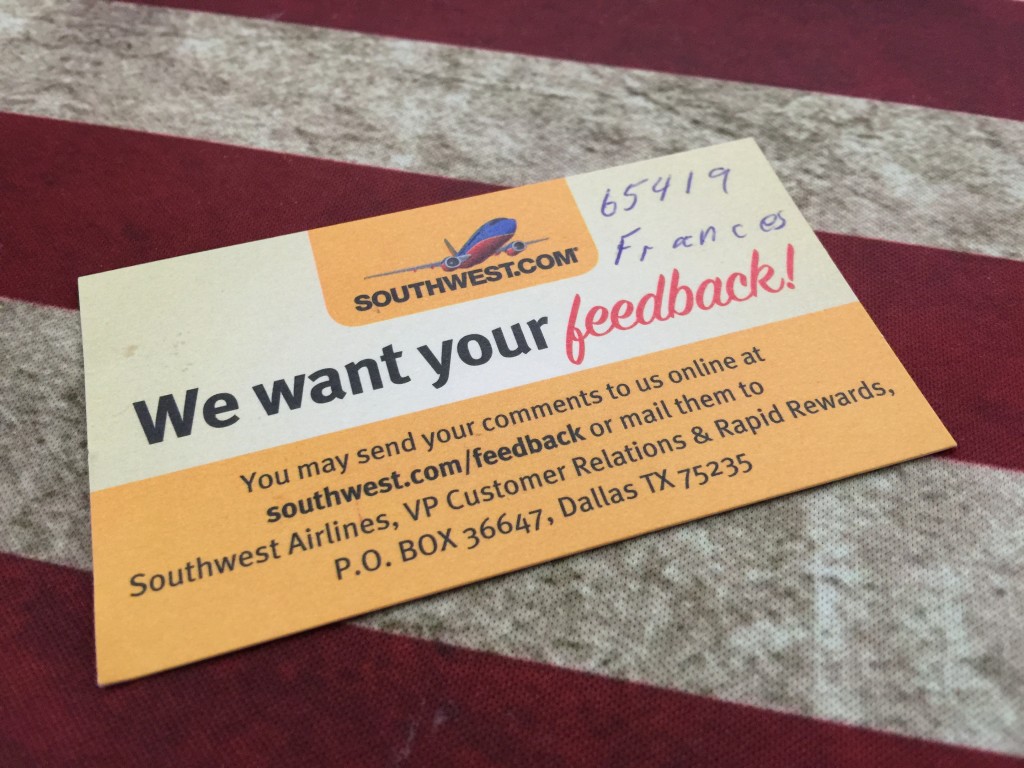 65419
Frances
SOUTHWEST.COM®
We want your feedback!
You may send your comments to us online at
southwest.com/feedback or mail them to
Southwest Airlines, VP Customer Relations & Rapid Rewards,
P.O. BOX 36647, Dallas TX 75235